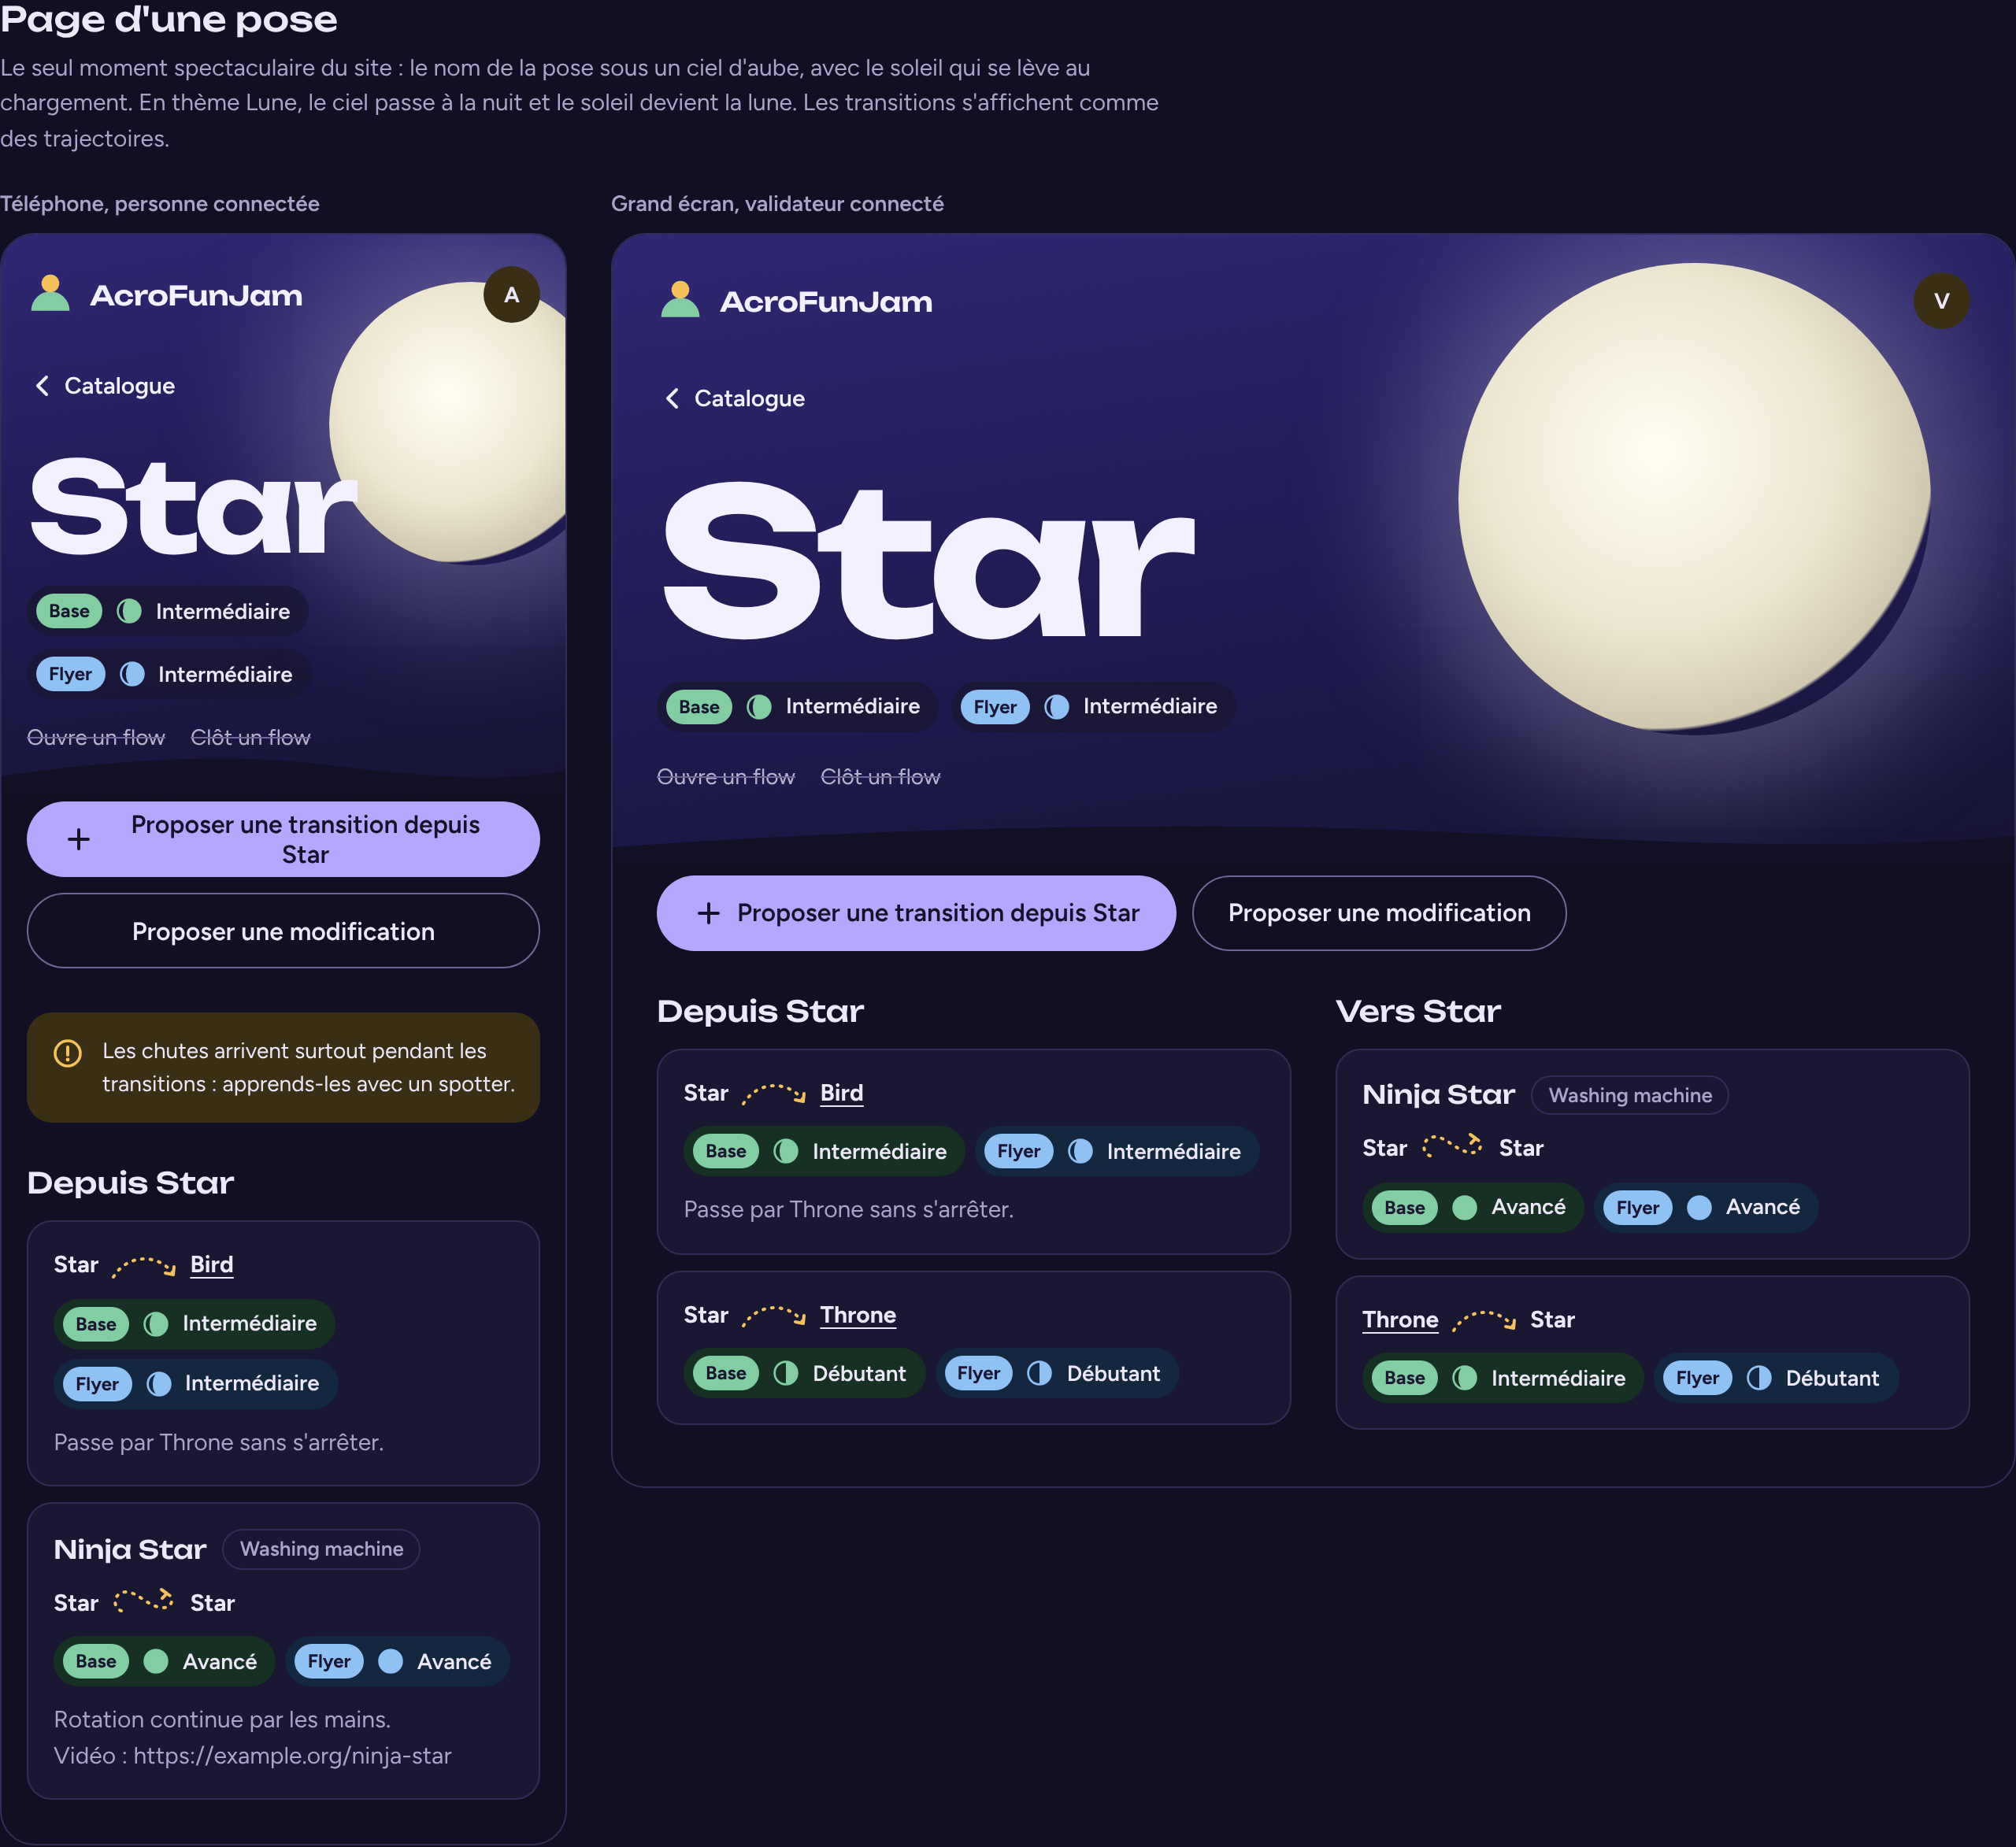 Page d'une pose
Le seul moment spectaculaire du site : le nom de la pose sous un ciel d'aube, avec le soleil qui se lève au
chargement. En thème Lune, le ciel passe à la nuit et le soleil devient la lune. Les transitions s'affichent comme
des trajectoires.
Téléphone, personne connectée
AcroFunJam
A
Catalogue
Star
Base Intermédiaire
Flyer Intermédiaire
Ouvre un flow Clôt un flow
Proposer une transition depuis
Star
Proposer une modification
Les chutes arrivent surtout pendant les
transitions : apprends-les avec un spotter.
Depuis Star
Star Bird
Base Intermédiaire
Flyer Intermédiaire
Passe par Throne sans s'arrêter.
Ninja Star Washing machine
Star Star
Base Avancé Flyer Avancé
Rotation continue par les mains.
Vidéo : https://example.org/ninja-star
Grand écran, validateur connecté
AcroFunJam
V
Catalogue
Star
Base Intermédiaire Flyer Intermédiaire
Ouvre un flow Clôt un flow
Proposer une transition depuis Star Proposer une modification
Depuis Star
Star Bird
Base Intermédiaire Flyer Intermédiaire
Passe par Throne sans s'arrêter.
Star Throne
Base Débutant Flyer Débutant
Vers Star
Ninja Star Washing machine
Star Star
Base Avancé Flyer Avancé
Throne Star
Base Intermédiaire Flyer Débutant